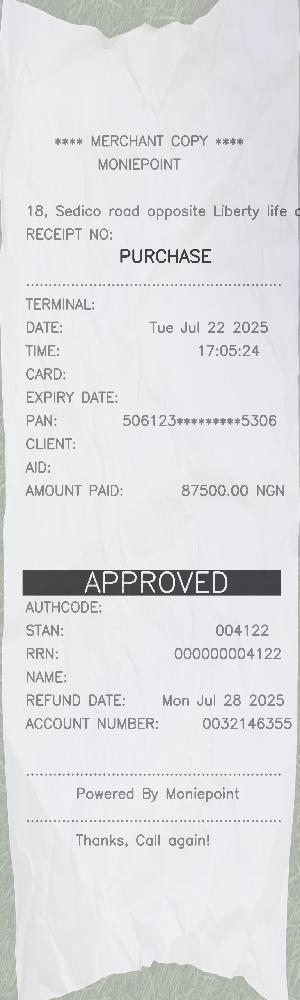 **** MERCHANT COPY ****
MONIEPOINT
18, Sedico road opposite Liberty life
RECEIPT NO:
PURCHASE
TERMINAL:
DATE: Tue Jul 22 2025
TIME: 17:05:24
CARD:
EXPIRY DATE:
PAN: 506123*********5306
CLIENT:
AID:
AMOUNT PAID: 87500.00 NGN
APPROVED
AUTHCODE:
STAN: 004122
RRN: 000000004122
NAME:
REFUND DATE: Mon Jul 28 2025
ACCOUNT NUMBER: 0032146355
Powered By Moniepoint
Thanks, Call again!